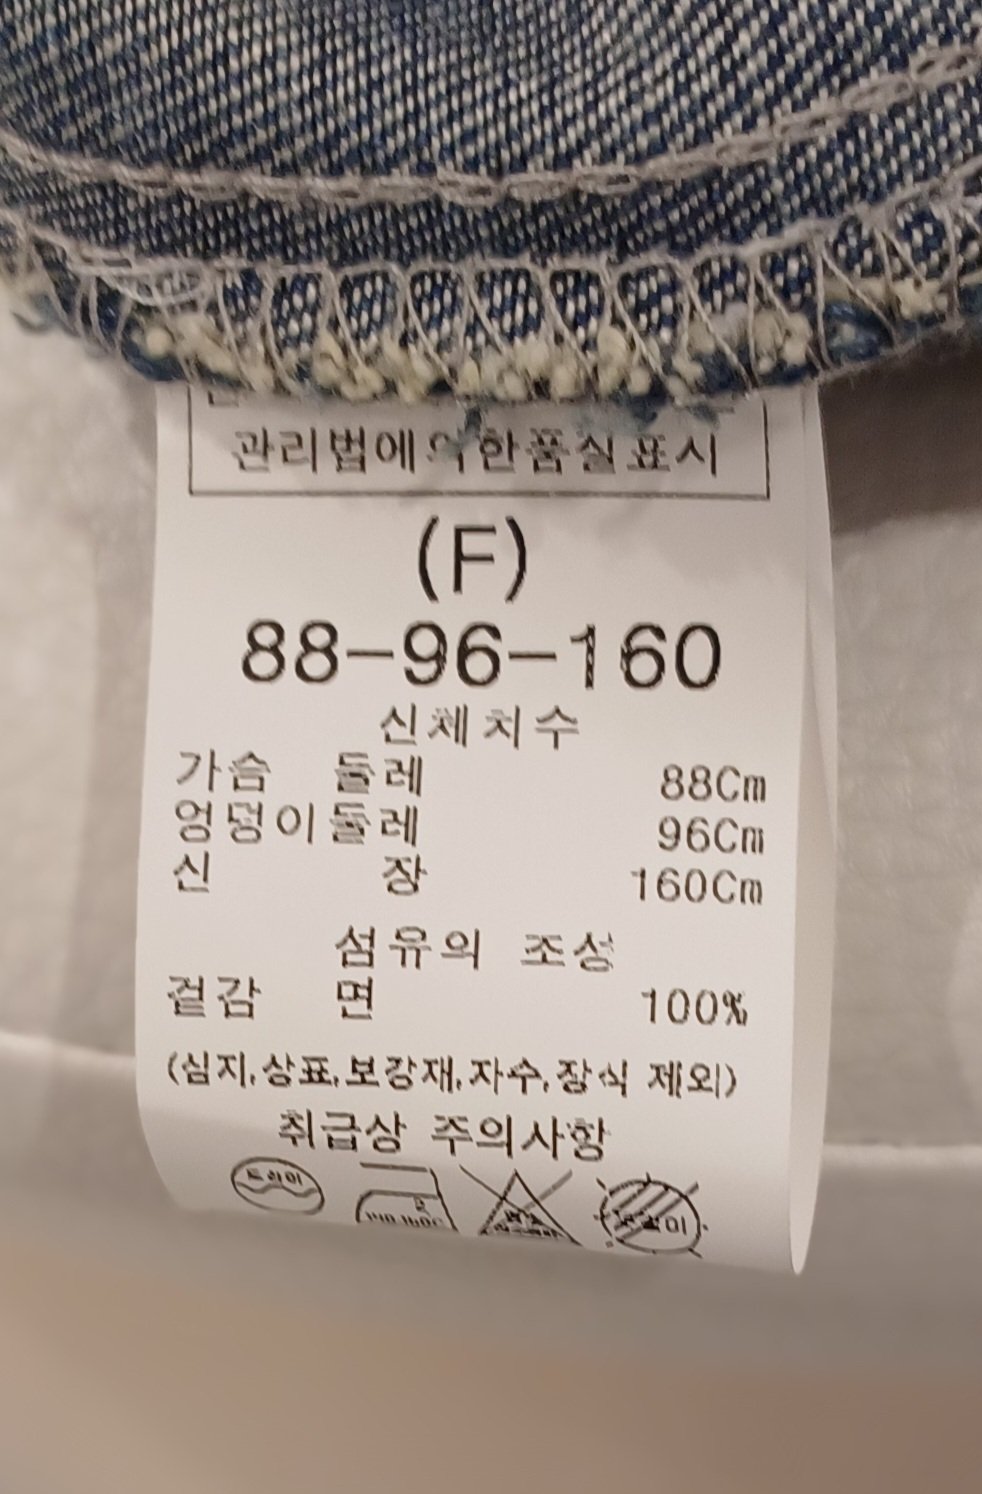 관리법에의한품질표시
(F)
88-96-160
신체치수
가슴 둘레 88Cm
엉덩이둘레 96Cm
신 장 160Cm
섬유의 조성
겉감 면 100%
(심지,상표,보강재,자수,장식 제외)
취급상 주의사항
드라이